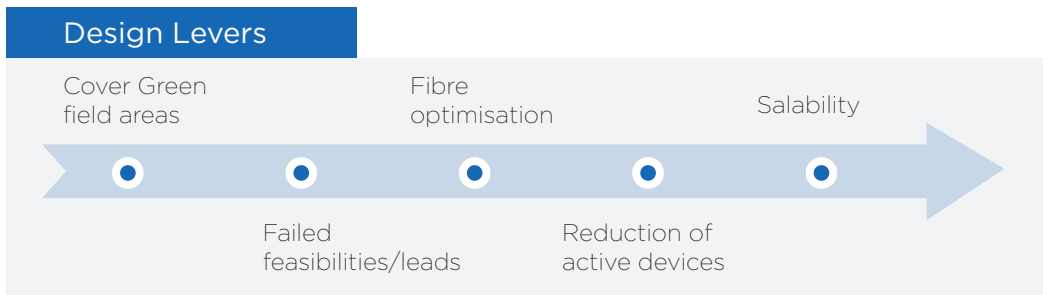 Design Levers
Cover Green
field areas
Fibre
optimisation
Salability
Failed
feasibilities/leads
Reduction of
active devices